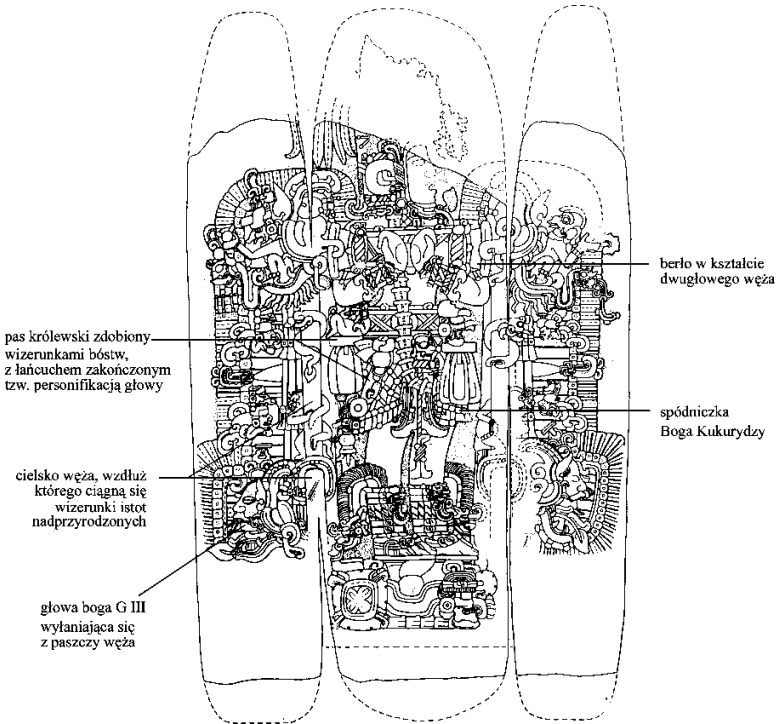 berło w kształcie
dwugłowego węża
pas królewski zdobiony
wizerunkami bóstw,
z łańcuchem zakończonym
tzw. personifikacją głowy
spódniczka
Boga Kukurydzy
cielsko węża, wzdłuż
którego ciągną się
wizerunki istot
nadprzyrodzonych
głowa boga G III
wyłaniająca się
z paszczy węża